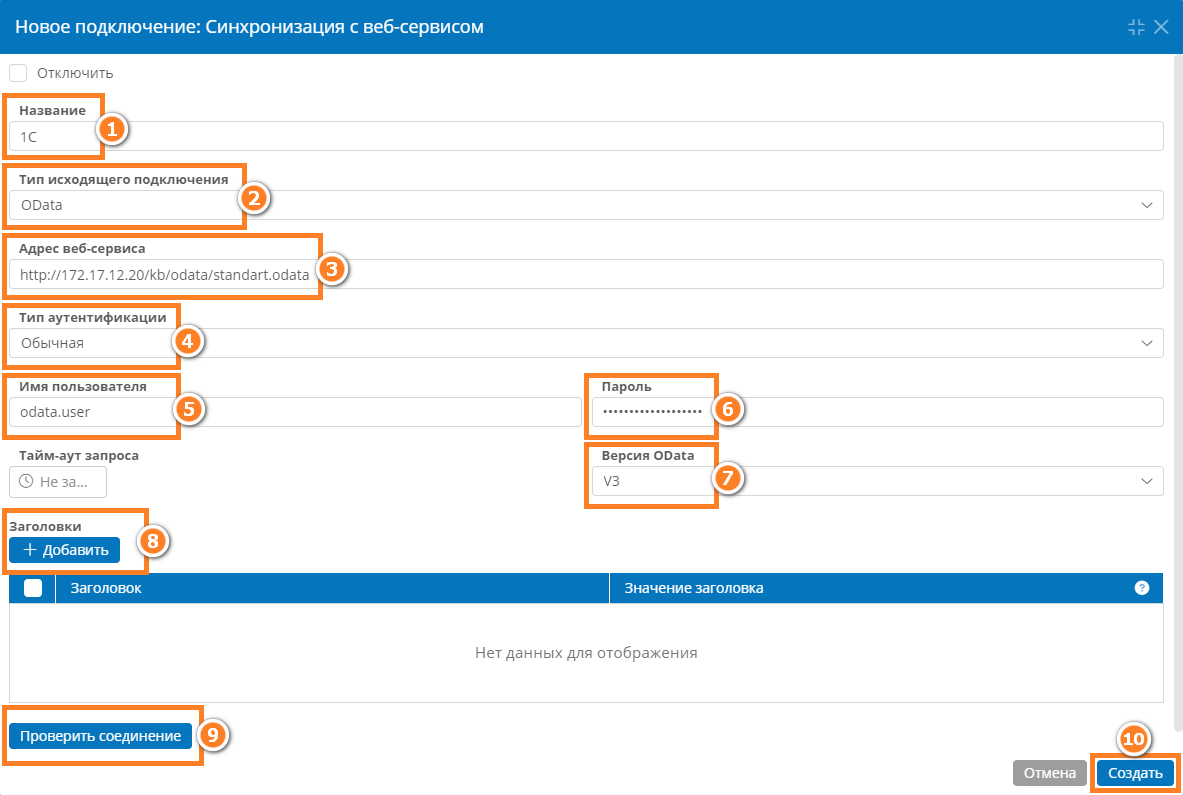 Новое подключение: Синхронизация с веб-сервисом
Отключить
Название
1
1С
Тип исходящего подключения
2
OData
Адрес веб-сервиса
3
http://172.17.12.20/kb/odata/standart.odata
Тип аутентификации
4
Обычная
Имя пользователя
Пароль
odata.user
5
•••••••••••••••••••
6
Тайм-аут запроса
Версия OData
Не за...
V3
7
Заголовки
8
Добавить
Заголовок
Значение заголовка
?
Нет данных для отображения
Проверить соединение
9
10
Отмена
Создать